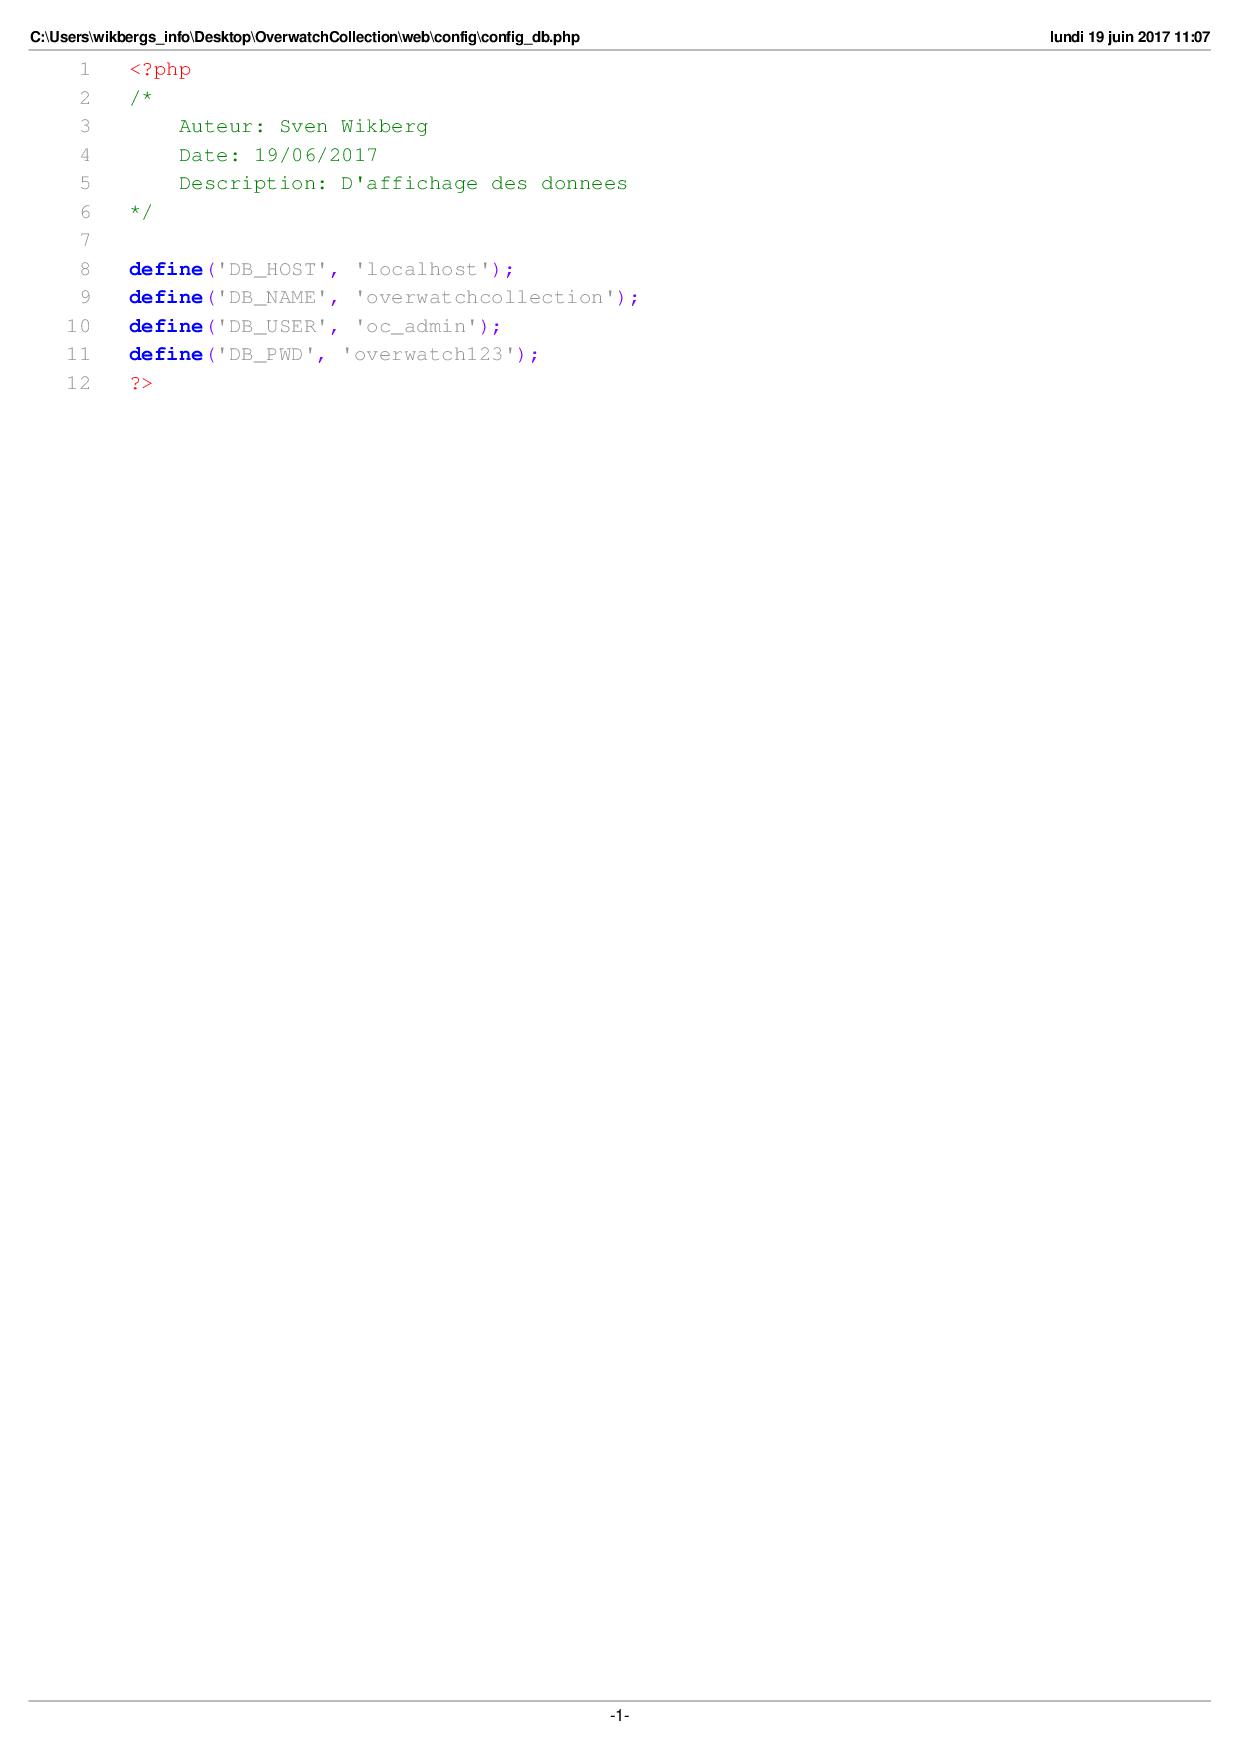 C:\Users\wikbergs_info\Desktop\OverwatchCollection\web\config\config_db.php lundi 19 juin 2017 11:07
1 <?php
2 /*
3 Auteur: Sven Wikberg
4 Date: 19/06/2017
5 Description: D'affichage des donnees
6 */
7
8 define('DB_HOST', 'localhost');
9 define('DB_NAME', 'overwatchcollection');
10 define('DB_USER', 'oc_admin');
11 define('DB_PWD', 'overwatch123');
12 ?>
-1-